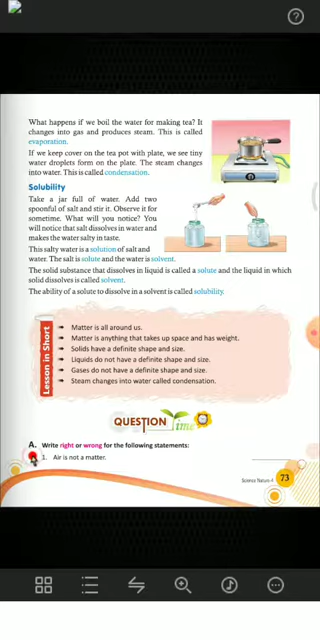 What happens if we boil the water for making tea? It
changes into gas and produces steam. This is called
evaporation.
If we keep cover on the tea pot with plate, we see tiny
water droplets form on the plate. The steam changes
into water. This is called condensation.
Solubility
Take a jar full of water. Add two
spoonful of salt and stir it. Observe it for
sometime. What will you notice? You
will notice that salt dissolves in water and
makes the water salty in taste.
This salty water is a solution of salt and
water. The salt is solute and the water is solvent.
The solid substance that dissolves in liquid is called a solute and the liquid in which
solid dissolves is called solvent.
The ability of a solute to dissolve in a solvent is called solubility.
Lesson in Short
Matter is all around us.
Matter is anything that takes up space and has weight.
Solids have a definite shape and size.
Liquids do not have a definite shape and size.
Gases do not have a definite shape and size.
Steam changes into water called condensation.
QUESTION Time
A. Write right or wrong for the following statements:
1. Air is not a matter.
Science Nature-4 73